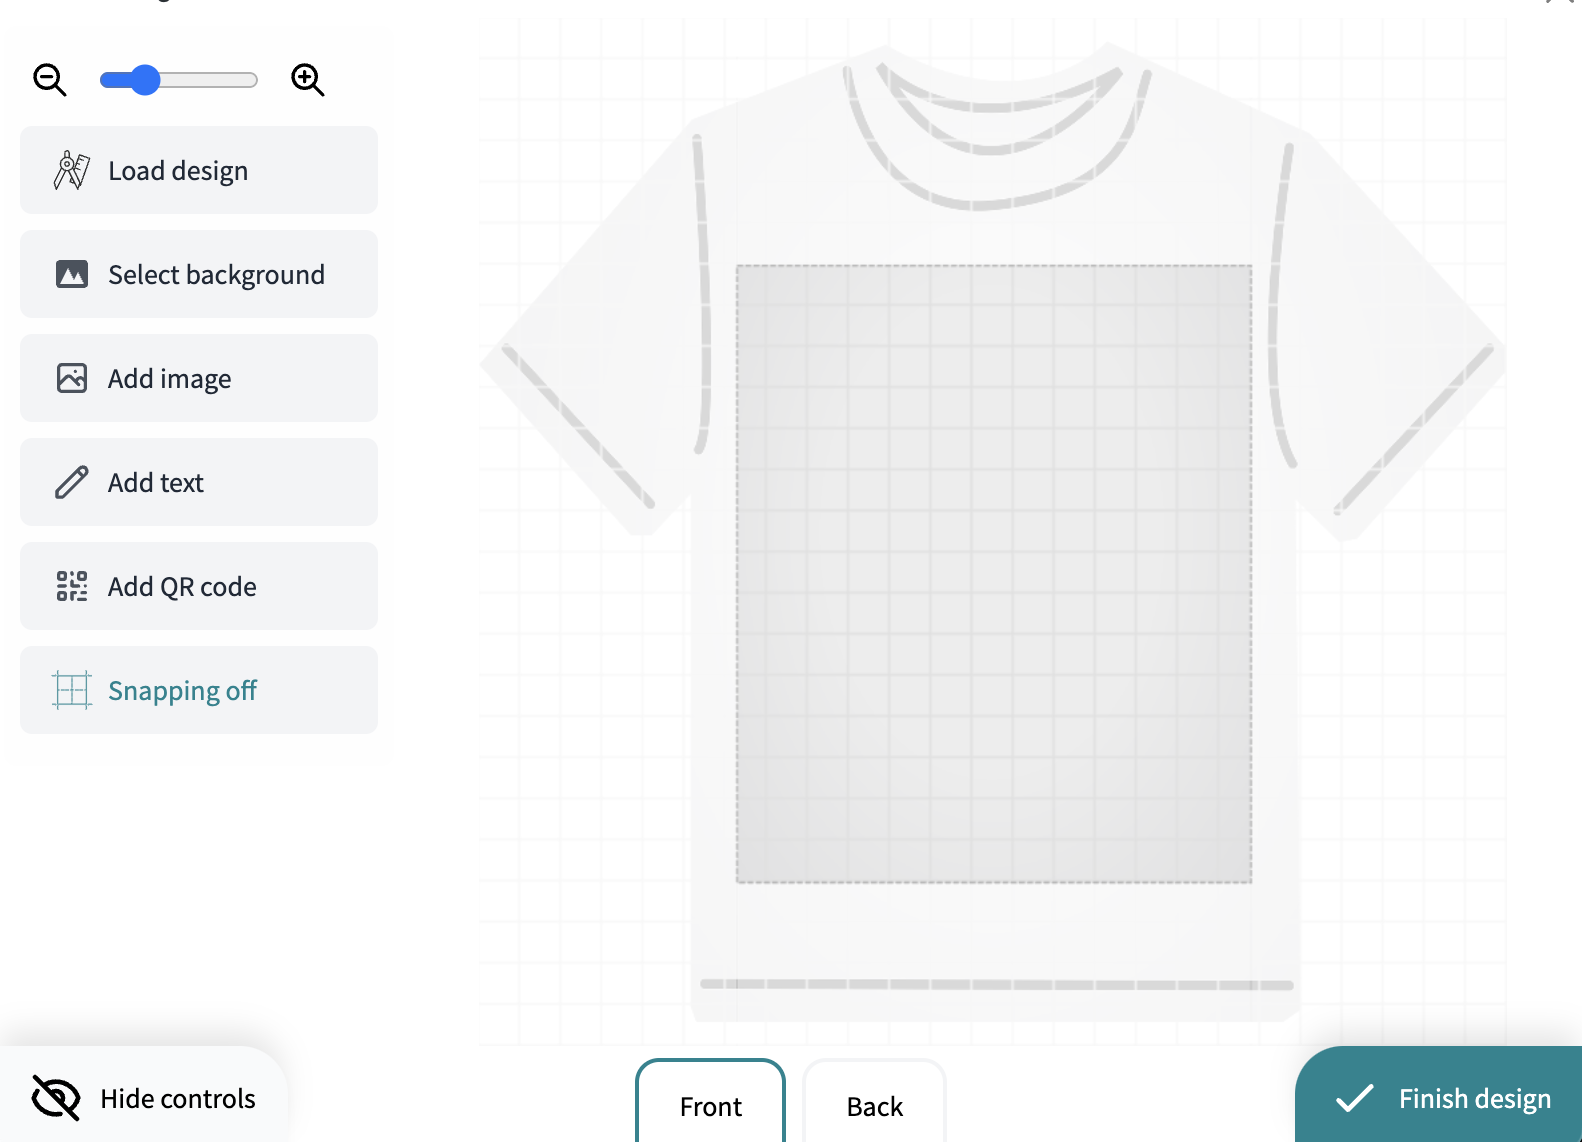 Load design
Select background
Add image
Add text
Add QR code
Snapping off
Hide controls
Front
Back
Finish design